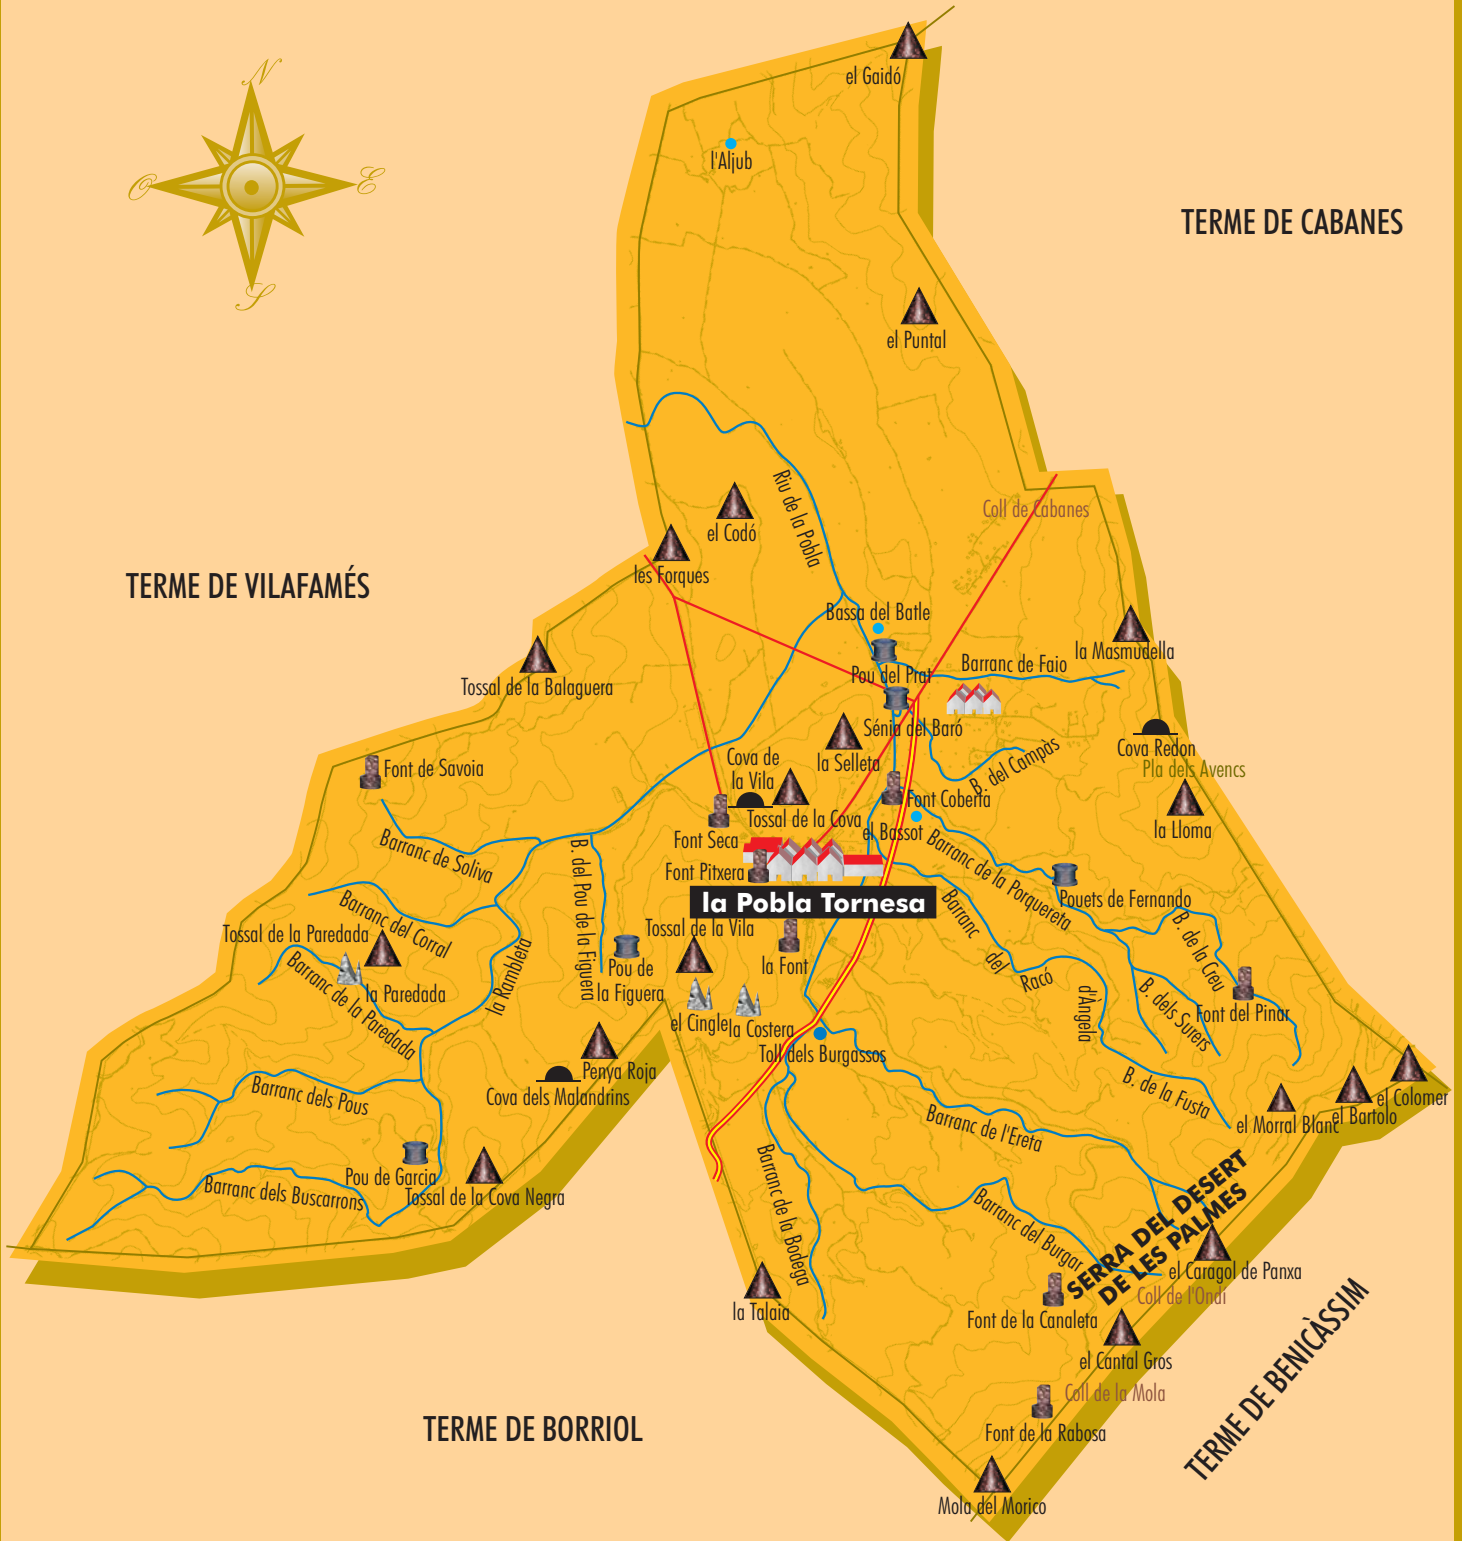 N
el Gaidó
l'Aljub
O
E
TERME DE CABANES
S
el Puntal
Riu de la Pobla
Coll de Cabanes
el Codó
les Forques
TERME DE VILAFAMÉS
Bassa del Batle
la Masmudella
Barranc de Faio
Pou del Prat
Tossal de la Balaguera
Sénia del Baró
Cova Redon
Pla dels Avencs
B. del Campàs
Cova de
la Vila
la Selleta
Font de Savoia
Font Coberta
Tossal de la Cova
el Bassot
la Lloma
Font Seca
Barranc de Soliva
B. del Pou de la Figuera
Font Pitxera
Barranc de la Porquereta
Pouets de Fernando
la Pobla Tornesa
Barranc
del
Racó
d'Àngela
B. de la Creu
Barranc del Corral
Tossal de la Paredada
Tossal de la Vila
la Font
Pou de
la Figuera
la Rambleta
la Paredada
Barranc de la Paredada
B. dels Surers
Font del Pinar
el Cingle
la Costera
Toll dels Burgassos
Penya Roja
Cova dels Malandrins
Barranc dels Pous
B. de la Fusta
el Colomer
el Bartolo
el Morral Blanc
Barranc de l'Ereta
Pou de Garcia
Tossal de la Cova Negra
Barranc dels Buscarrons
Barranc de la Bodega
Barranc del Burgar
SERRA DEL DESERT
DE LES PALMES
el Caragol de Panxa
Coll de l'Ondi
la Talaia
Font de la Canaleta
el Cantal Gros
TERME DE BENICÀSSIM
Coll de la Mola
TERME DE BORRIOL
Font de la Rabosa
Mola del Morico